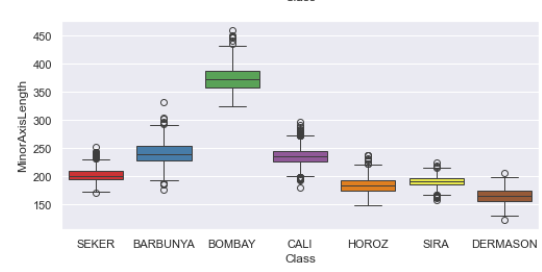 Class
450
400
350
300
250
200
150
MinorAxisLength
SEKER BARBUNYA BOMBAY CALI HOROZ SIRA DERMASON
Class